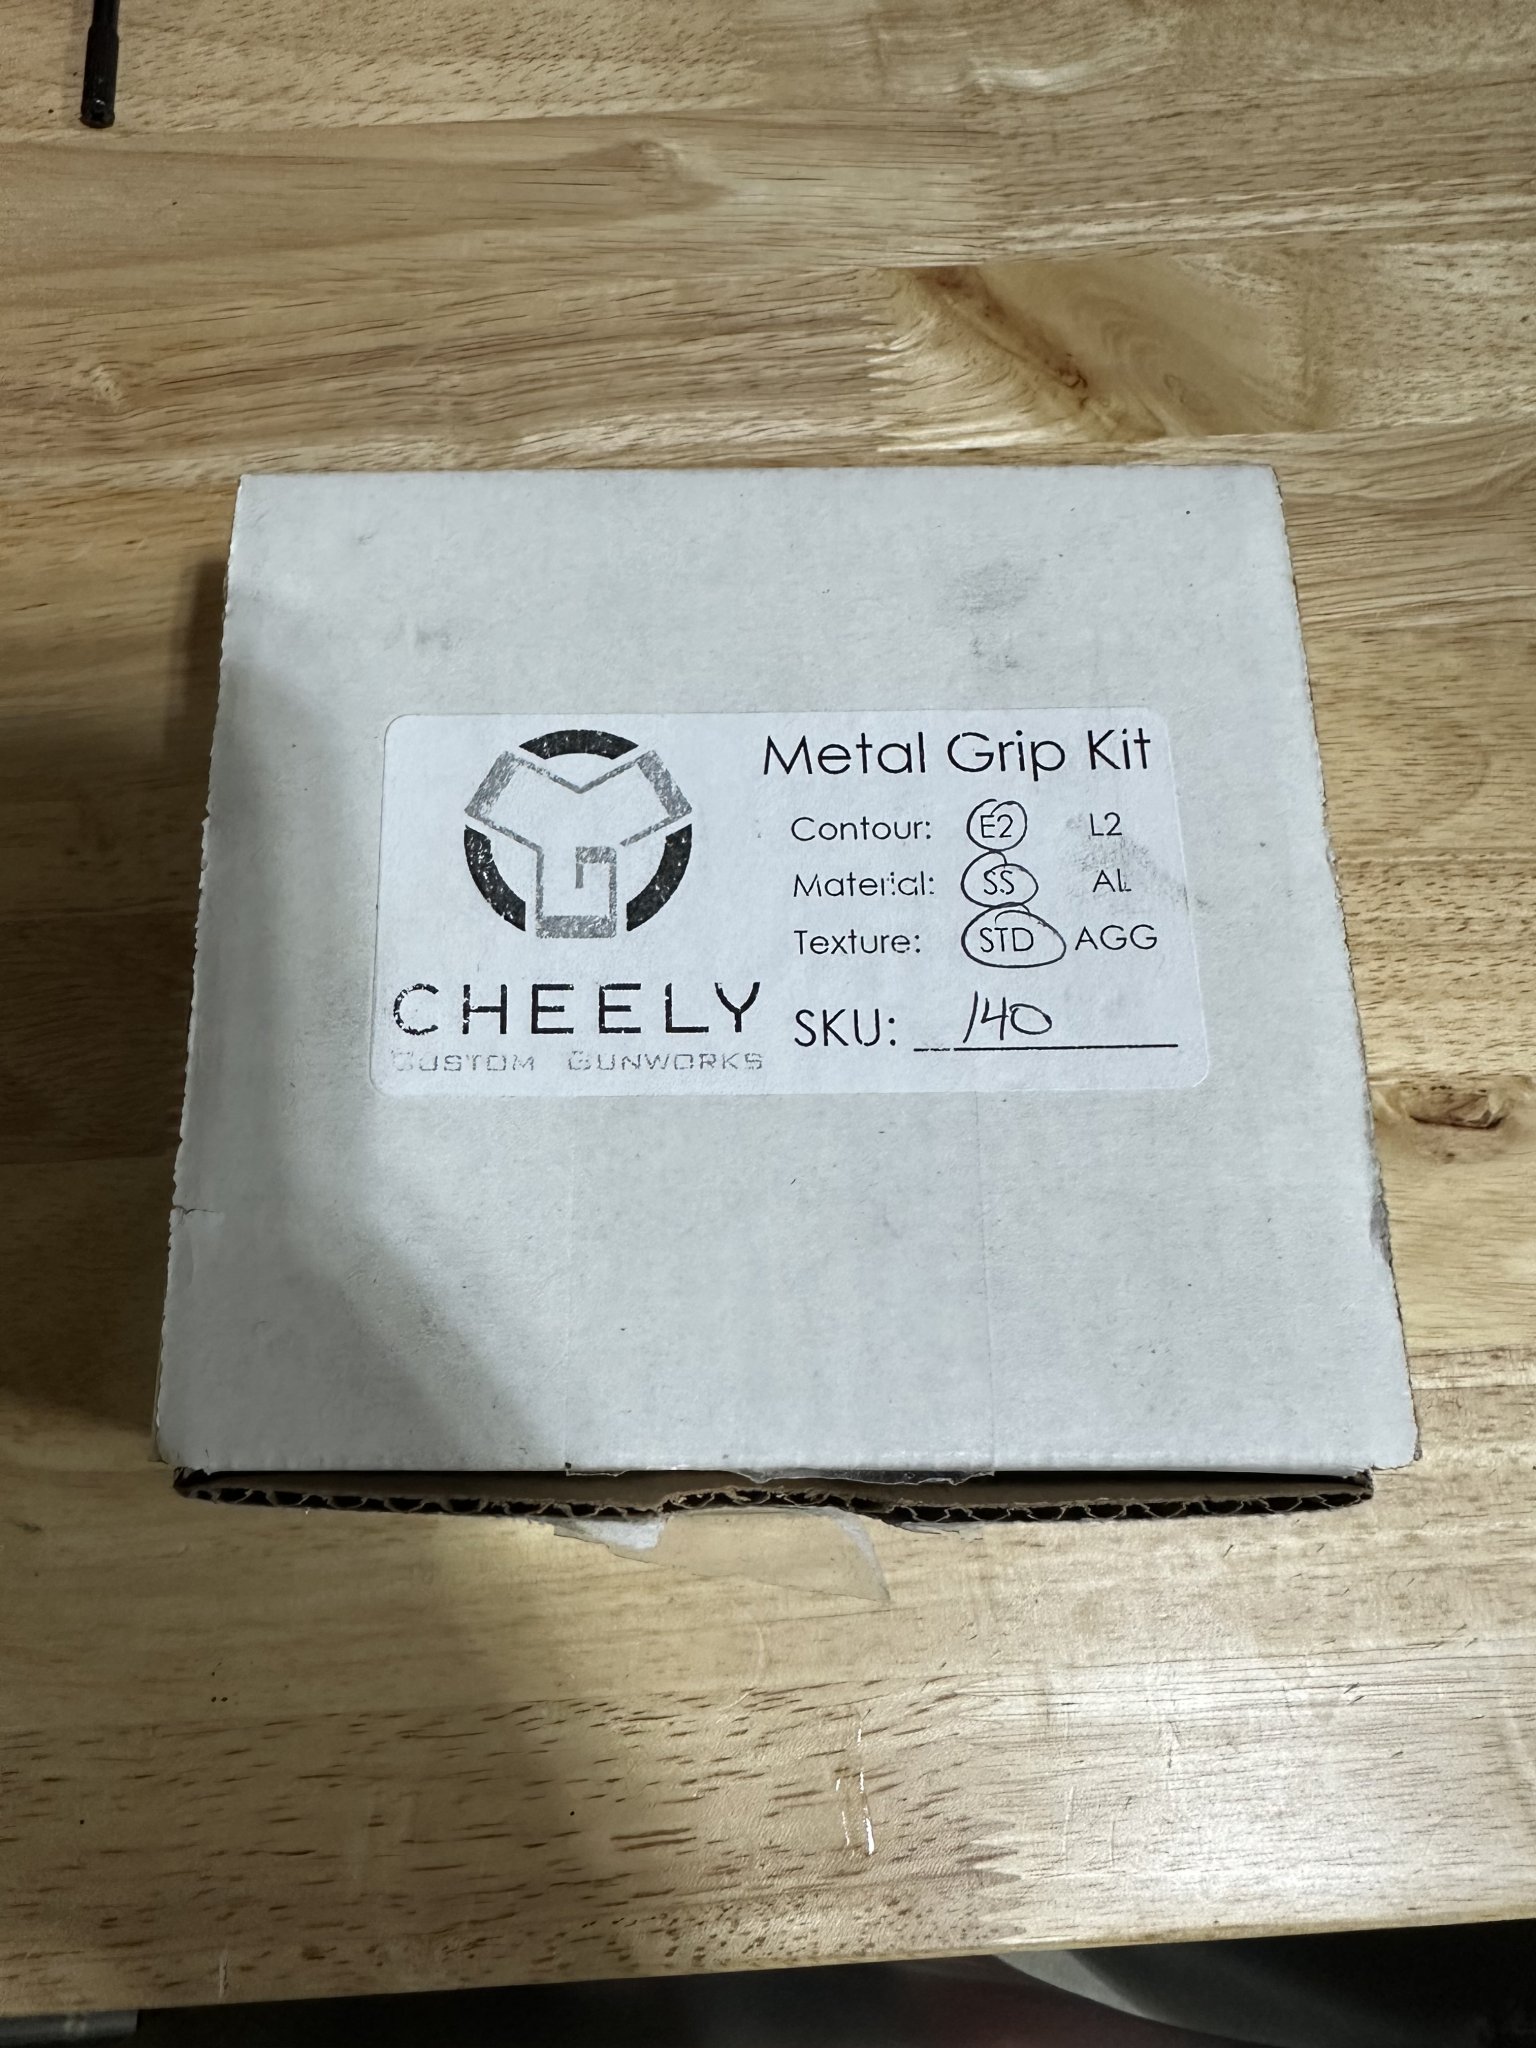 Metal Grip Kit
Contour: E2 L2
Material: SS AL
Texture: STD AGG
SKU: 140
CHEELY
CUSTOM GUNWORKS